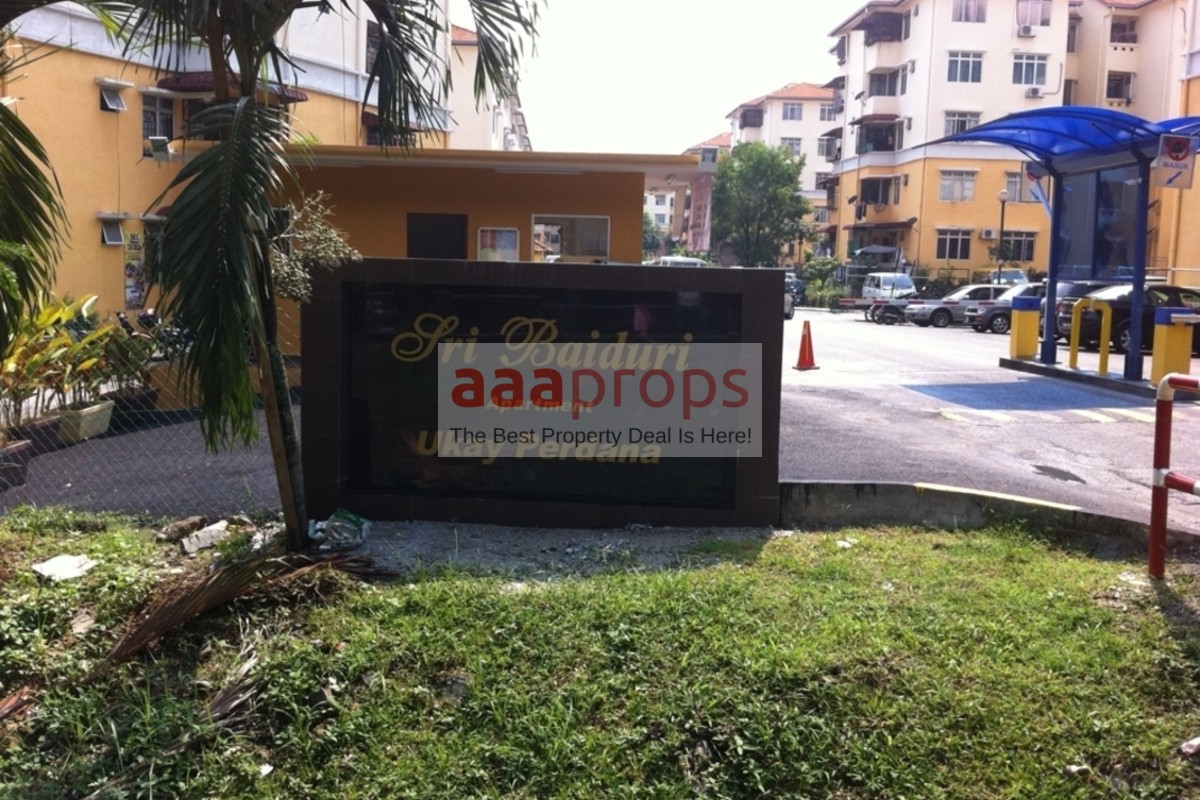 Sri Baiduri
Apartment
Ukay Perdana
aaaprops
The Best Property Deal Is Here!
MASUK